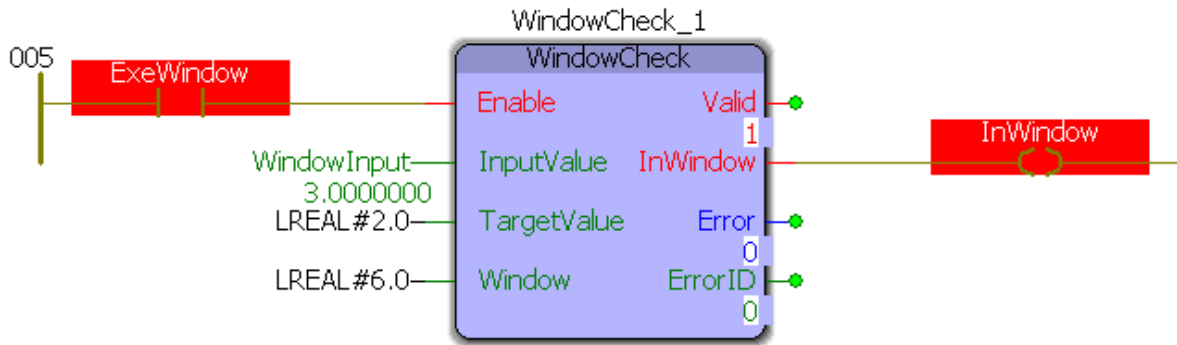 WindowCheck_1
005
ExeWindow
WindowCheck
Enable Valid
1
InWindow
WindowInput InputValue InWindow
3.0000000
LREAL#2.0 TargetValue Error
0
LREAL#6.0 Window ErrorID
0